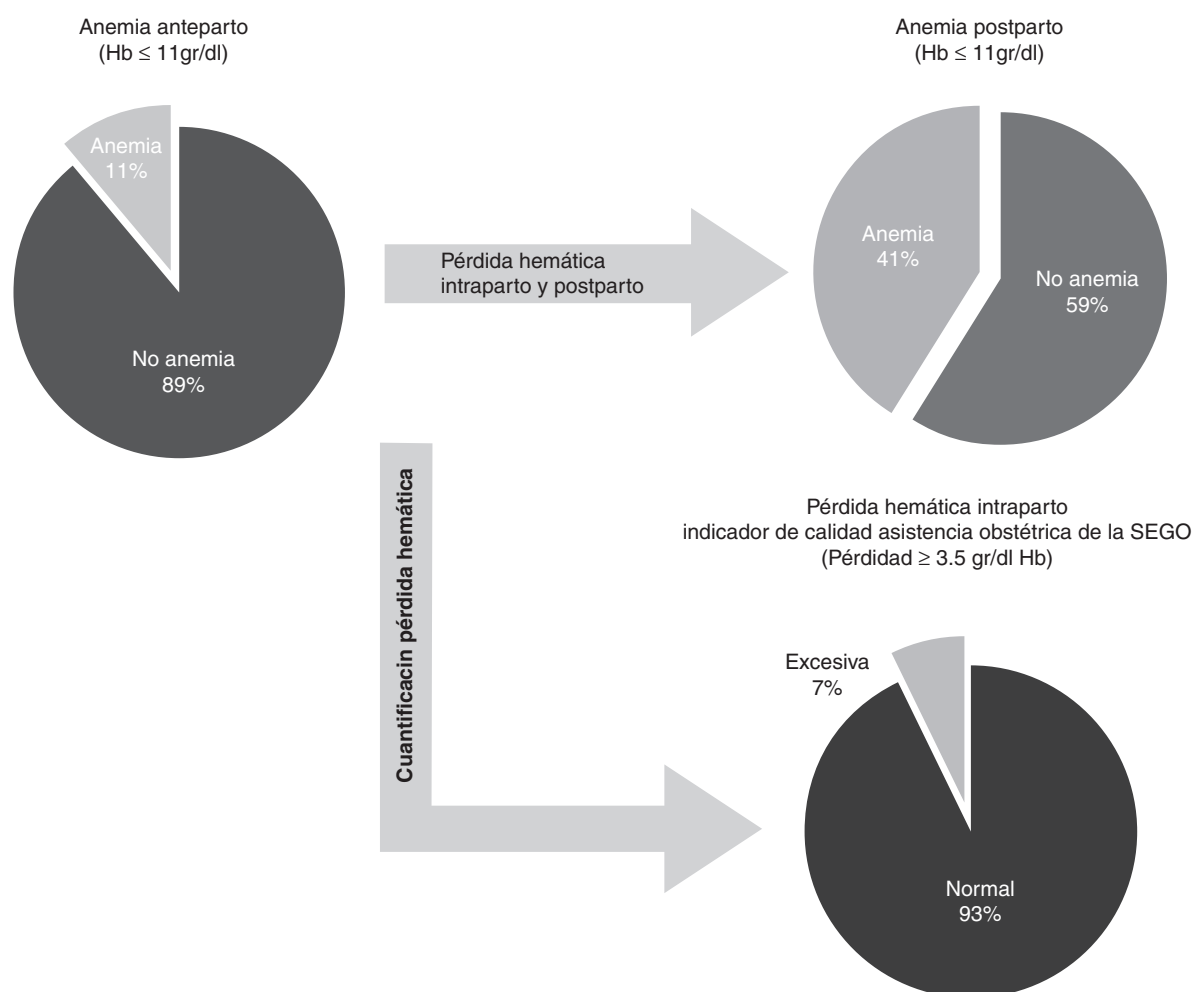 Anemia anteparto
(Hb ≤ 11gr/dl)
Anemia
11%
No anemia
89%
Pérdida hemática
intraparto y postparto
Anemia postparto
(Hb ≤ 11gr/dl)
Anemia
41%
No anemia
59%
Cuantificacin pérdida hemática
Pérdida hemática intraparto
indicador de calidad asistencia obstétrica de la SEGO
(Pérdidad ≥ 3.5 gr/dl Hb)
Excesiva
7%
Normal
93%